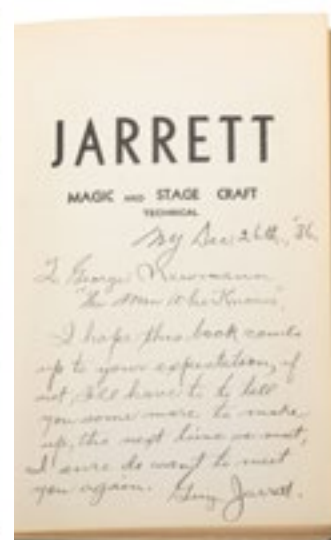 JARRETT
MAGIC AND STAGE CRAFT
TECHNICAL
NY Dec 26th, '36.
To George Newmann
"The Man Who Knows",
I hope this book comes
up to your expectation, if
not, I'll have to tell
you some more to make
up, the next time we meet,
I sure do want to meet
you again. Guy Jarrett.